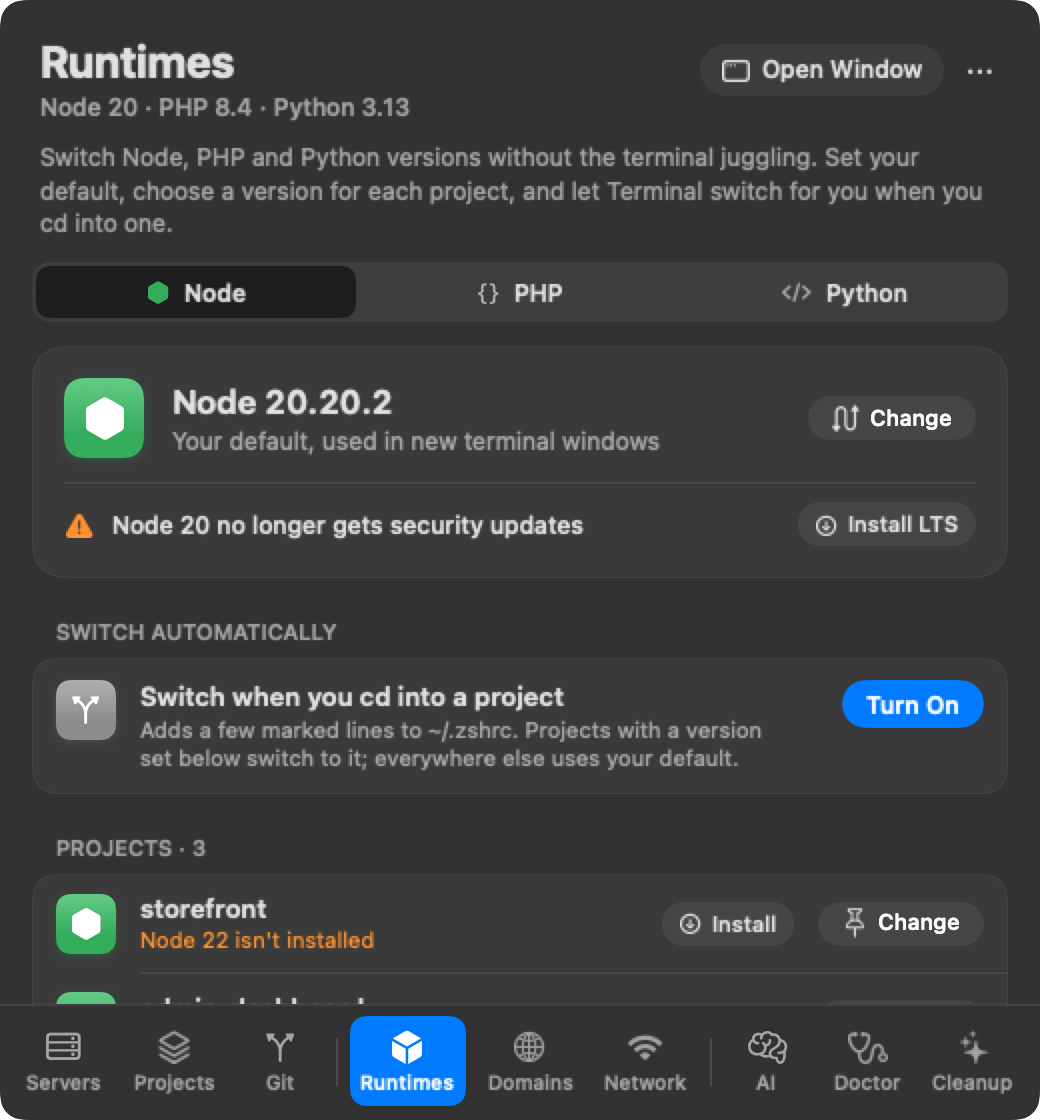 Runtimes
Open Window
Node 20 · PHP 8.4 · Python 3.13
Switch Node, PHP and Python versions without the terminal juggling. Set your
default, choose a version for each project, and let Terminal switch for you when you
cd into one.
Node
{} PHP
</> Python
Node 20.20.2
Your default, used in new terminal windows
Change
Node 20 no longer gets security updates
Install LTS
SWITCH AUTOMATICALLY
Switch when you cd into a project
Adds a few marked lines to ~/.zshrc. Projects with a version
set below switch to it; everywhere else uses your default.
Turn On
PROJECTS · 3
storefront
Node 22 isn't installed
Install
Change
Servers
Projects
Git
Runtimes
Domains
Network
AI
Doctor
Cleanup